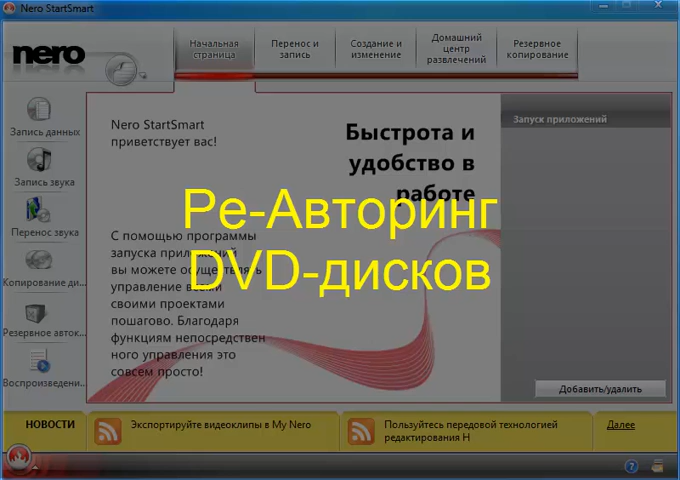 Nero StartSmart
nero
Начальная
страница
Перенос и
запись
Создание и
изменение
Домашний
центр
развлечений
Резервное
копирование
Запись данных
Запись звука
Перенос звука
Копирование ди...
Резервное авток...
Воспроизведени...
Nero StartSmart
приветствует вас!
Быстрота и
удобство в
работе
Запуск приложений
Ре-Авторинг
DVD-дисков
С помощью программы
запуска приложений
вы можете осуществлять
управление всеми
своими проектами
пошагово. Благодаря
функциям непосредствен
ного управления это
совсем просто!
Добавить/удалить
НОВОСТИ
Экспортируйте видеоклипы в My Nero
Пользуйтесь передовой технологией
редактирования H
Далее